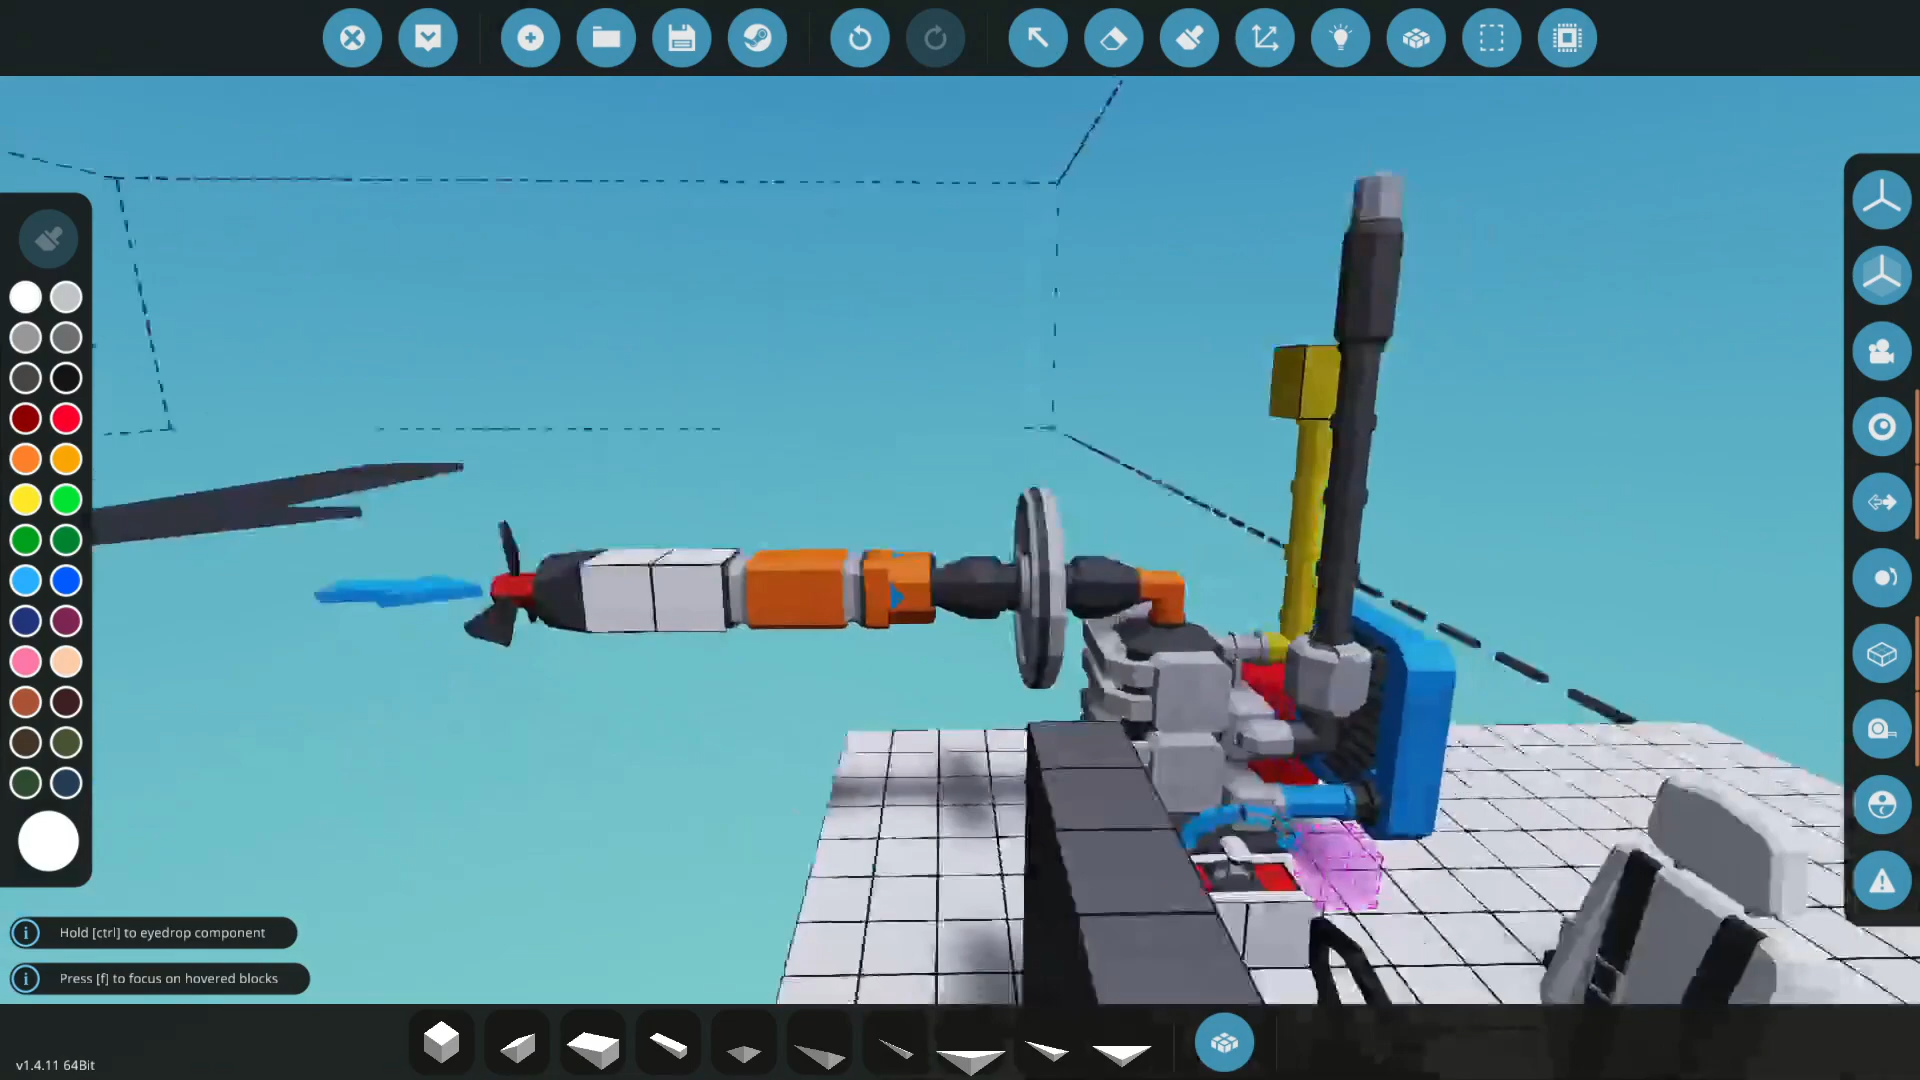 Hold [ctrl] to eyedrop component
Press [f] to focus on hovered blocks
v1.4.11 64Bit